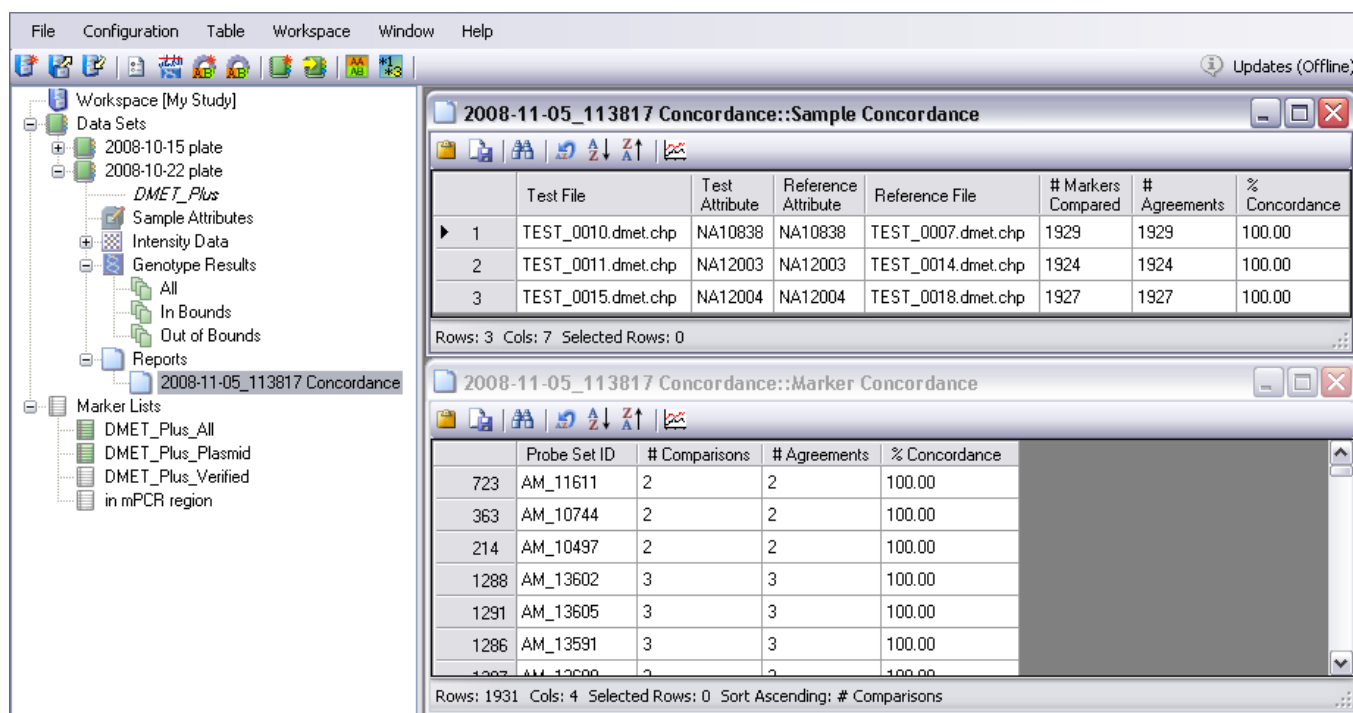 File Configuration Table Workspace Window Help
Updates (Offline)
Workspace [My Study]
Data Sets
2008-10-15 plate
2008-10-22 plate
DMET_Plus
Sample Attributes
Intensity Data
Genotype Results
All
In Bounds
Out of Bounds
Reports
2008-11-05_113817 Concordance
Marker Lists
DMET_Plus_All
DMET_Plus_Plasmid
DMET_Plus_Verified
in mPCR region
2008-11-05_113817 Concordance::Sample Concordance
Test File Test Attribute Reference Attribute Reference File # Markers Compared # Agreements % Concordance
1 TEST_0010.dmet.chp NA10838 NA10838 TEST_0007.dmet.chp 1929 1929 100.00
2 TEST_0011.dmet.chp NA12003 NA12003 TEST_0014.dmet.chp 1924 1924 100.00
3 TEST_0015.dmet.chp NA12004 NA12004 TEST_0018.dmet.chp 1927 1927 100.00
Rows: 3 Cols: 7 Selected Rows: 0
2008-11-05_113817 Concordance::Marker Concordance
Probe Set ID # Comparisons # Agreements % Concordance
723 AM_11611 2 2 100.00
363 AM_10744 2 2 100.00
214 AM_10497 2 2 100.00
1288 AM_13602 3 3 100.00
1291 AM_13605 3 3 100.00
1286 AM_13591 3 3 100.00
Rows: 1931 Cols: 4 Selected Rows: 0 Sort Ascending: # Comparisons